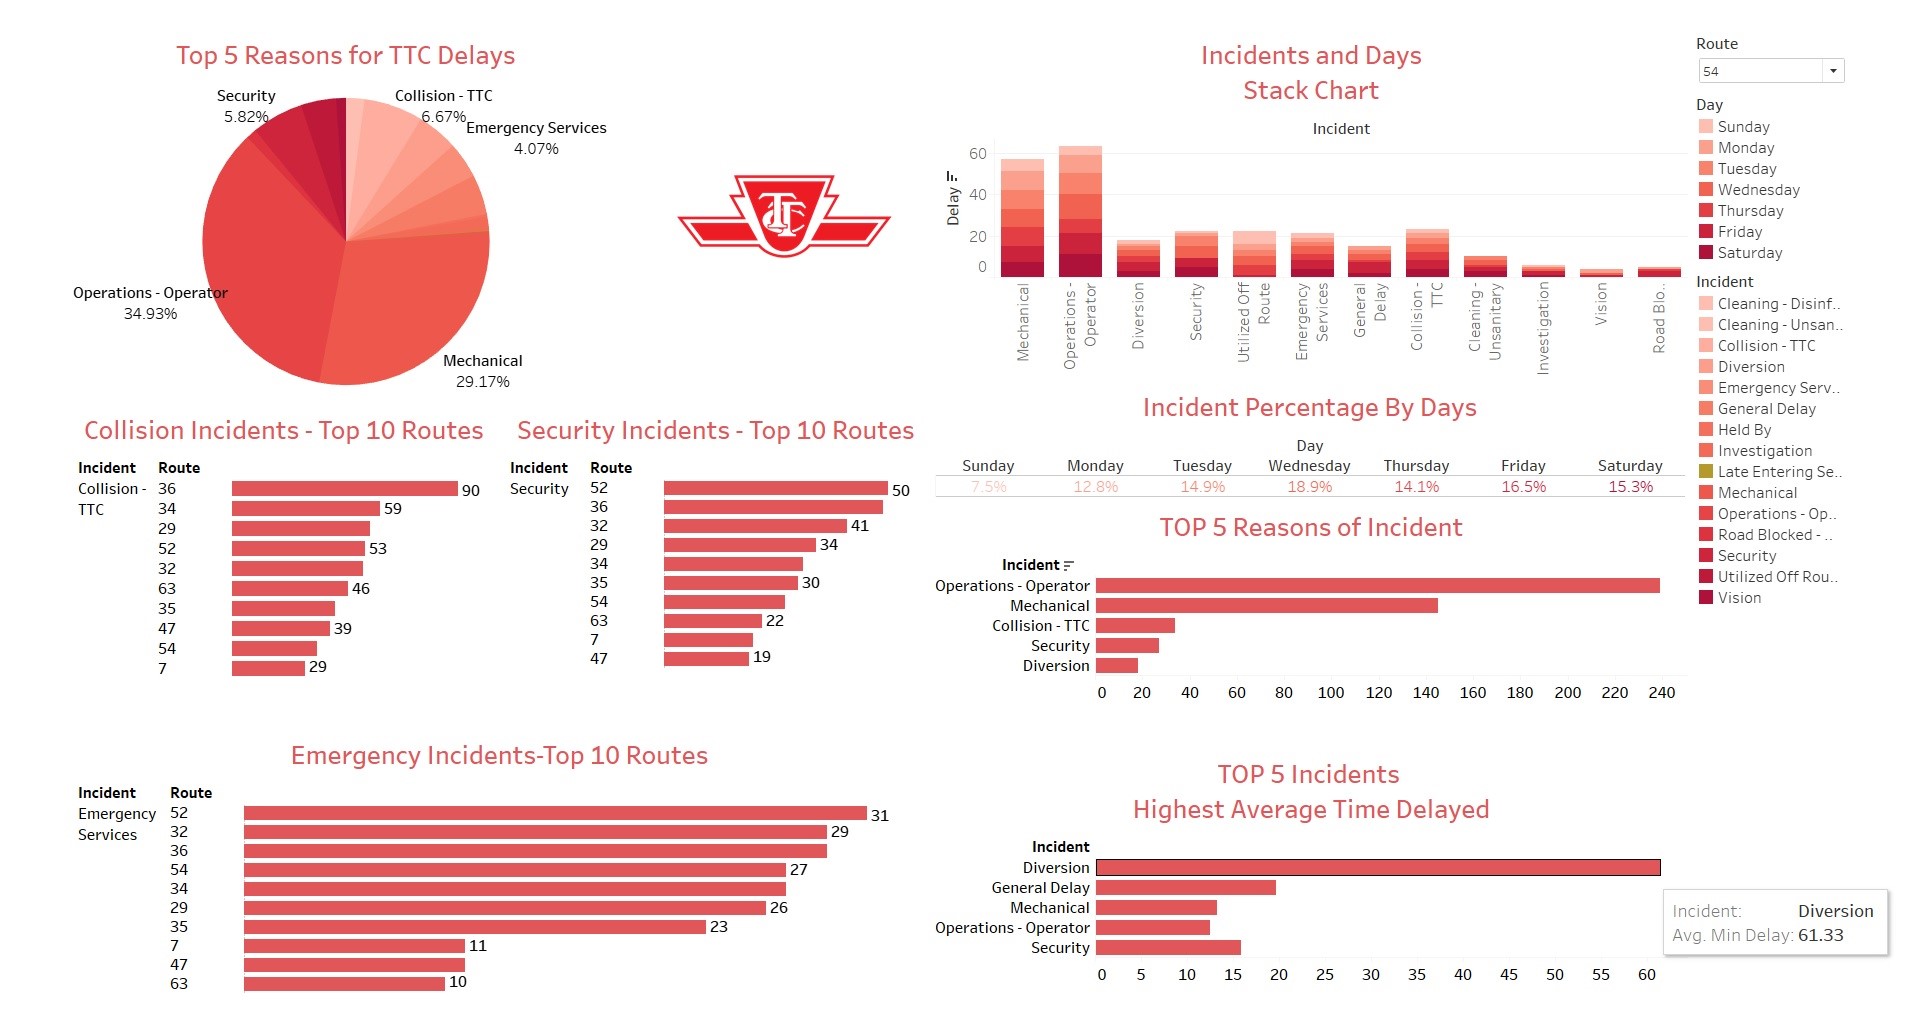 Top 5 Reasons for TTC Delays
Security
5.82%
Collision - TTC
6.67%
Emergency Services
4.07%
Operations - Operator
34.93%
Mechanical
29.17%
TTC
Collision Incidents - Top 10 Routes
Incident Route
Collision - TTC
36 90
34 59
29
52 53
32
63 46
35
47 39
54
7 29
Security Incidents - Top 10 Routes
Incident Route
Security
52 50
36
32 41
29 34
34
35 30
54
63 22
7
47 19
Emergency Incidents-Top 10 Routes
Incident Route
Emergency Services
52 31
32 29
36
54 27
34
29 26
35 23
7 11
47
63 10
Incidents and Days
Stack Chart
Incident
Delay
60
40
20
0
Mechanical
Operations - Operator
Diversion
Security
Utilized Off Route
Emergency Services
General Delay
Collision - TTC
Cleaning - Unsanitary
Investigation
Vision
Road Blo..
Incident Percentage By Days
Day
Sunday Monday Tuesday Wednesday Thursday Friday Saturday
7.5% 12.8% 14.9% 18.9% 14.1% 16.5% 15.3%
TOP 5 Reasons of Incident
Incident
Operations - Operator
Mechanical
Collision - TTC
Security
Diversion
0 20 40 60 80 100 120 140 160 180 200 220 240
TOP 5 Incidents
Highest Average Time Delayed
Incident
Diversion
General Delay
Mechanical
Operations - Operator
Security
0 5 10 15 20 25 30 35 40 45 50 55 60
Incident: Diversion
Avg. Min Delay: 61.33
Route
54
Day
Sunday
Monday
Tuesday
Wednesday
Thursday
Friday
Saturday
Incident
Cleaning - Disinf..
Cleaning - Unsan..
Collision - TTC
Diversion
Emergency Serv..
General Delay
Held By
Investigation
Late Entering Se..
Mechanical
Operations - Op..
Road Blocked - ..
Security
Utilized Off Rou..
Vision